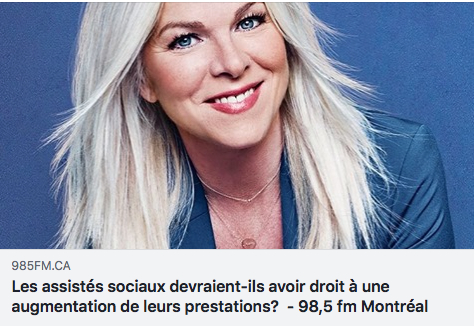 985FM.CA
Les assistés sociaux devraient-ils avoir droit à une
augmentation de leurs prestations?  - 98,5 fm Montréal